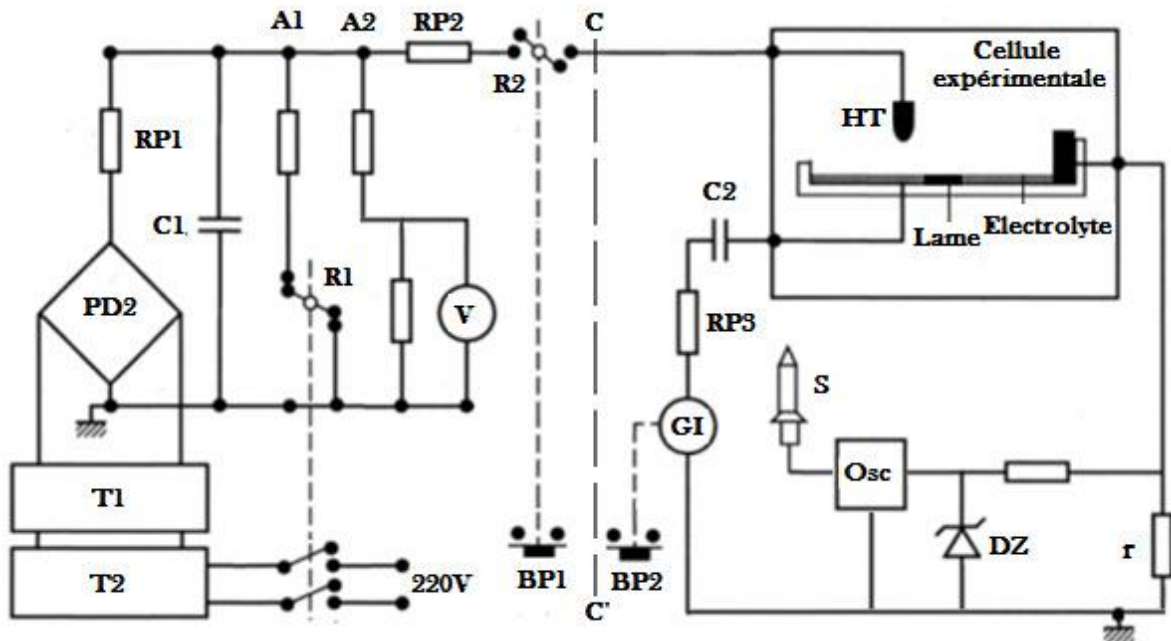 A1
A2
RP2
C
R2
Cellule
expérimentale
HT
RP1
C2
C1
R1
Lame
Electrolyte
PD2
V
RP3
S
GI
Osc
T1
DZ
r
T2
220V
BP1
BP2
C'